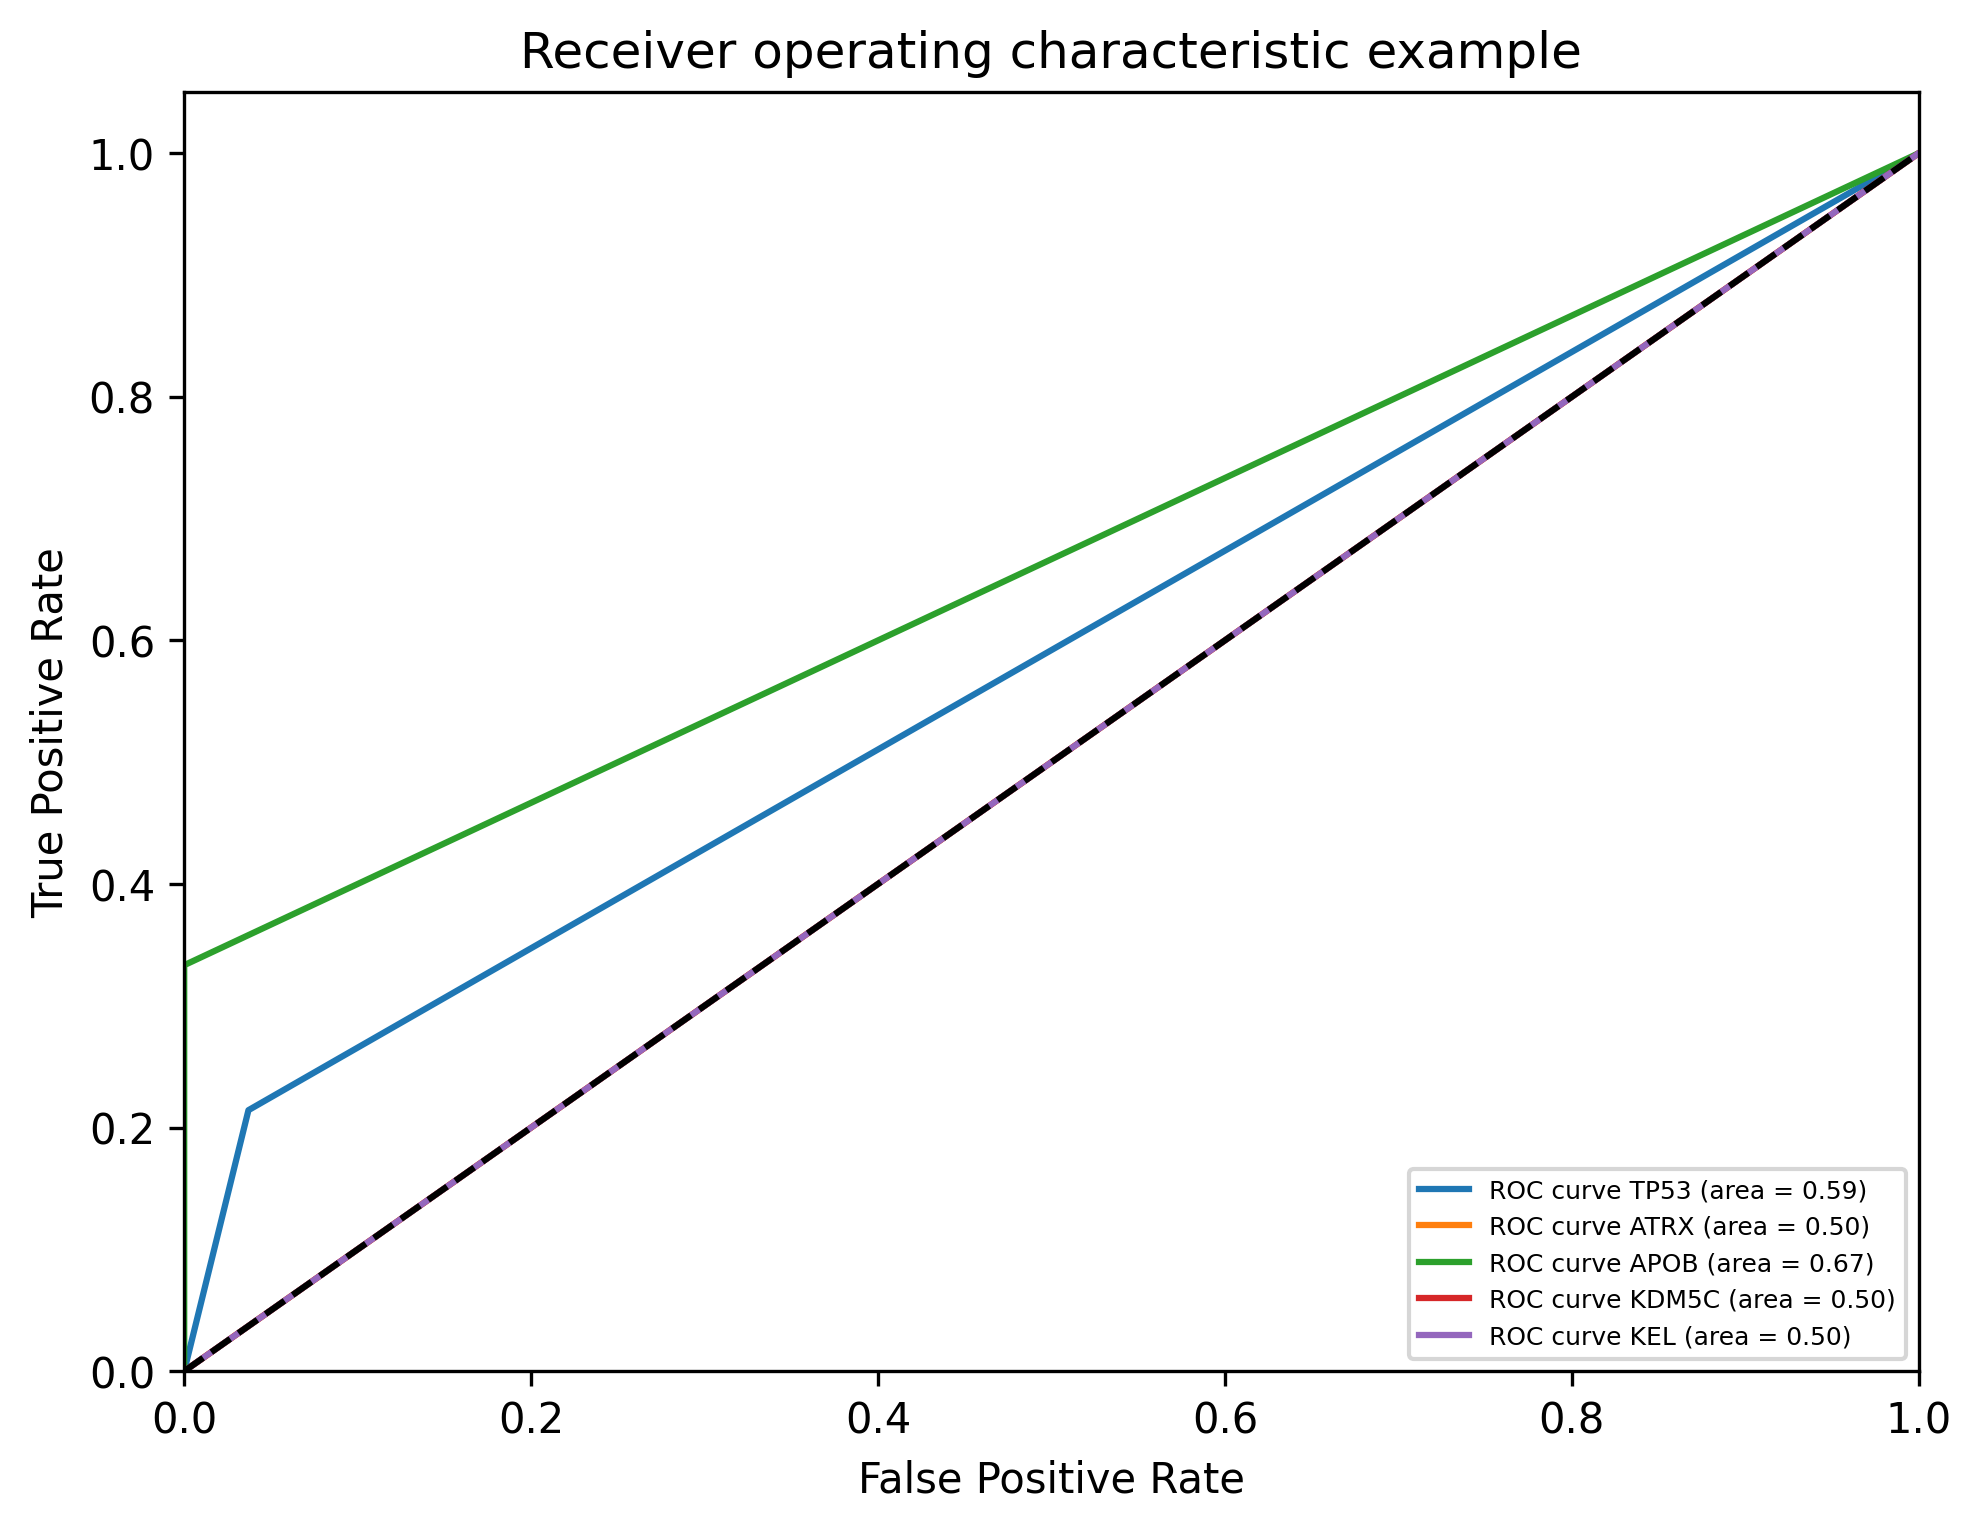 Receiver operating characteristic example
1.0
0.8
0.6
0.4
0.2
0.0
True Positive Rate
ROC curve TP53 (area = 0.59)
ROC curve ATRX (area = 0.50)
ROC curve APOB (area = 0.67)
ROC curve KDM5C (area = 0.50)
ROC curve KEL (area = 0.50)
0.0 0.2 0.4 0.6 0.8 1.0
False Positive Rate